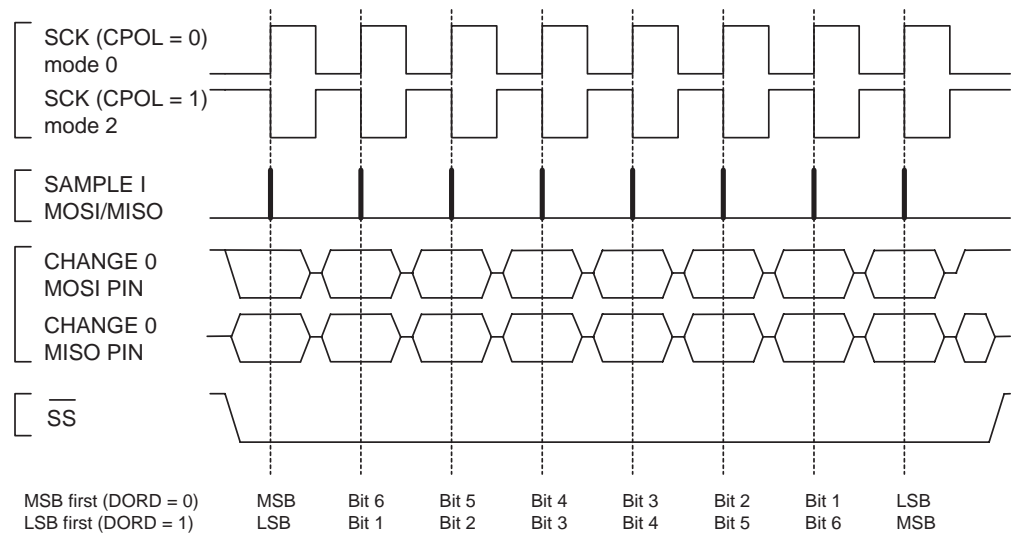 SCK (CPOL = 0)
mode 0
SCK (CPOL = 1)
mode 2
SAMPLE I
MOSI/MISO
CHANGE 0
MOSI PIN
CHANGE 0
MISO PIN
SS
MSB first (DORD = 0) MSB Bit 6 Bit 5 Bit 4 Bit 3 Bit 2 Bit 1 LSB
LSB first (DORD = 1) LSB Bit 1 Bit 2 Bit 3 Bit 4 Bit 5 Bit 6 MSB